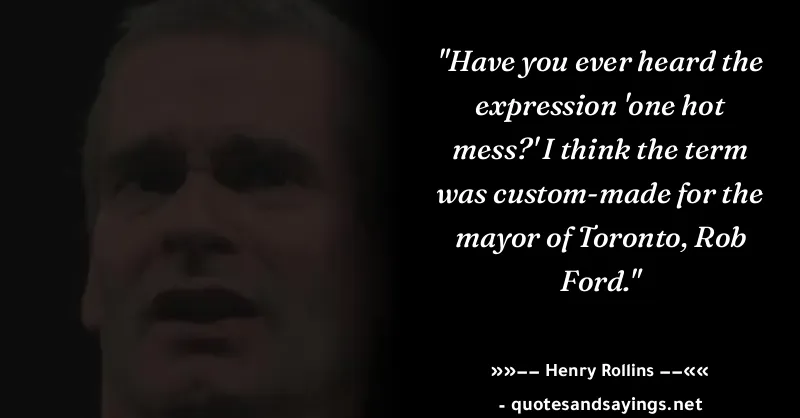 "Have you ever heard the
expression 'one hot
mess?' I think the term
was custom-made for the
mayor of Toronto, Rob
Ford."
»»−− Henry Rollins −−««
- quotesandsayings.net